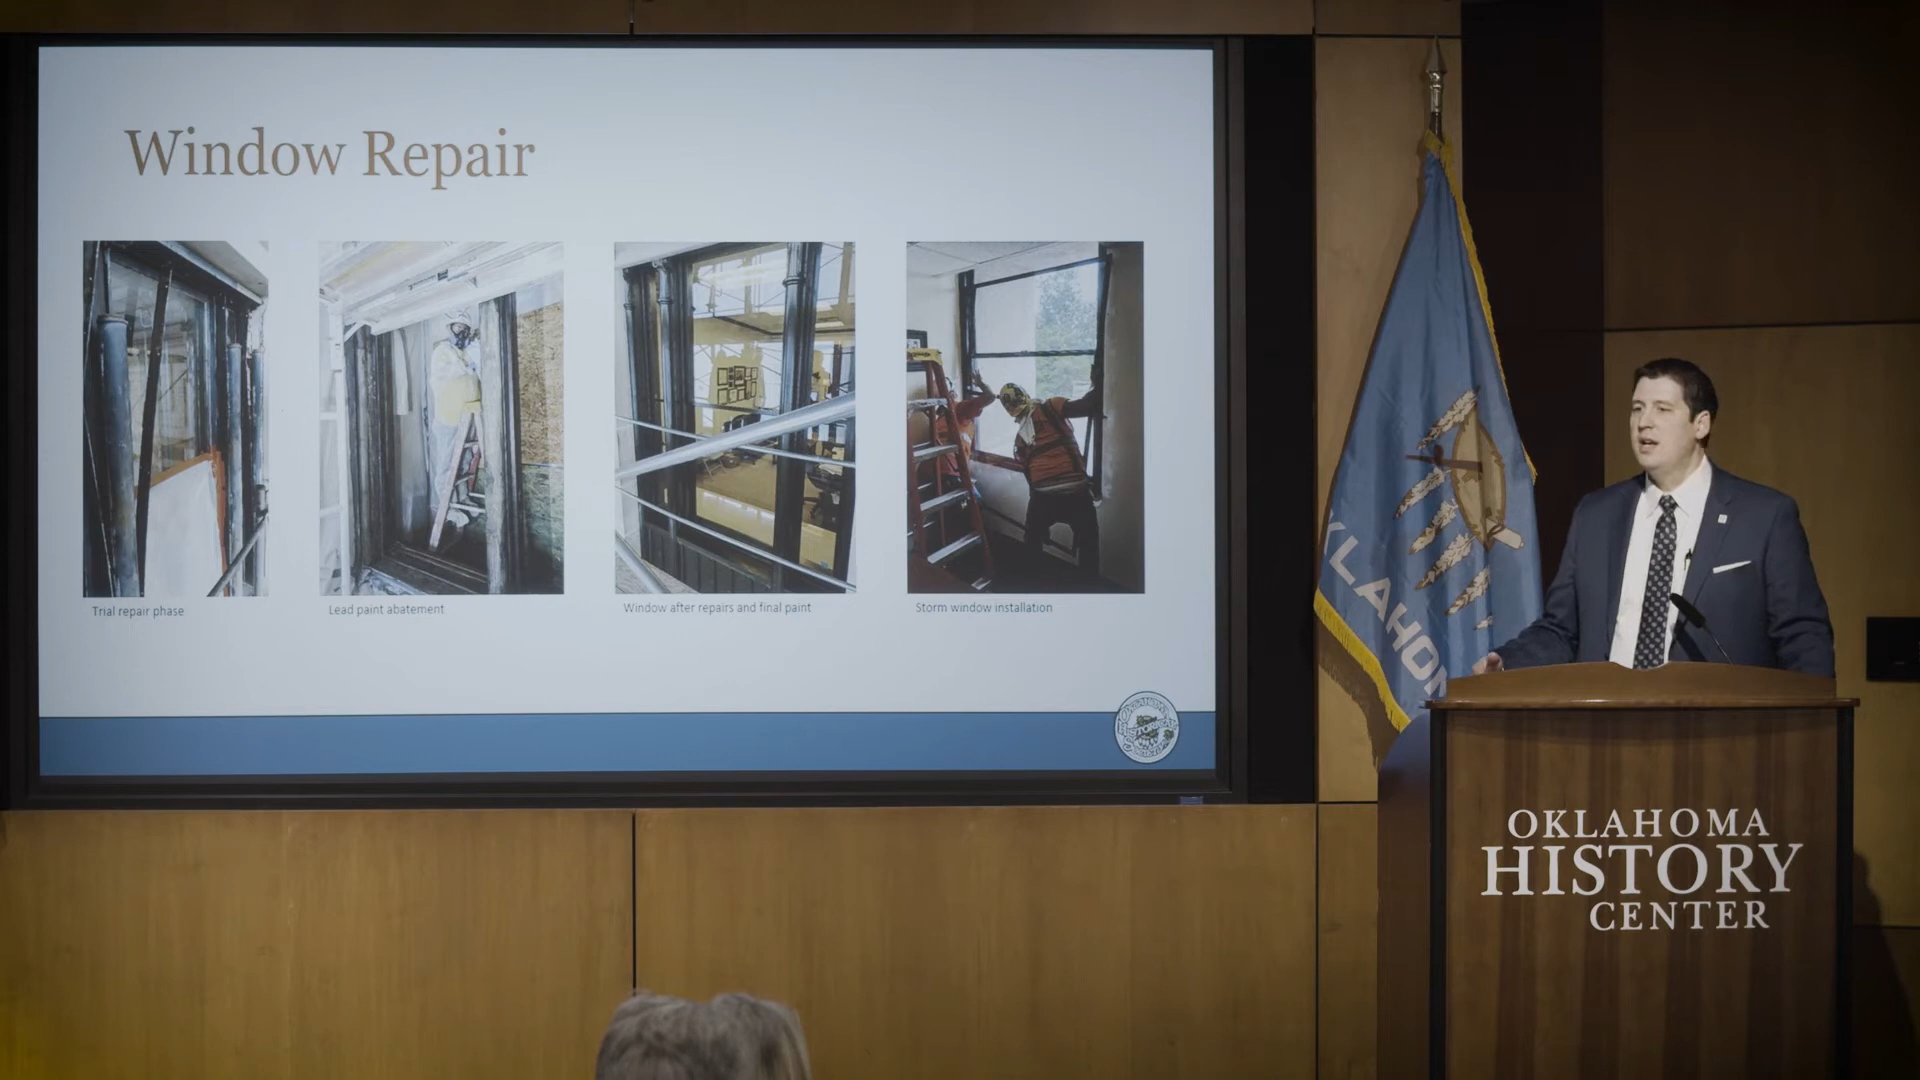 Window Repair
Trial repair phase
Lead paint abatement
Window after repairs and final paint
Storm window installation
KLAHOM
OKLAHOMA
HISTORY
CENTER